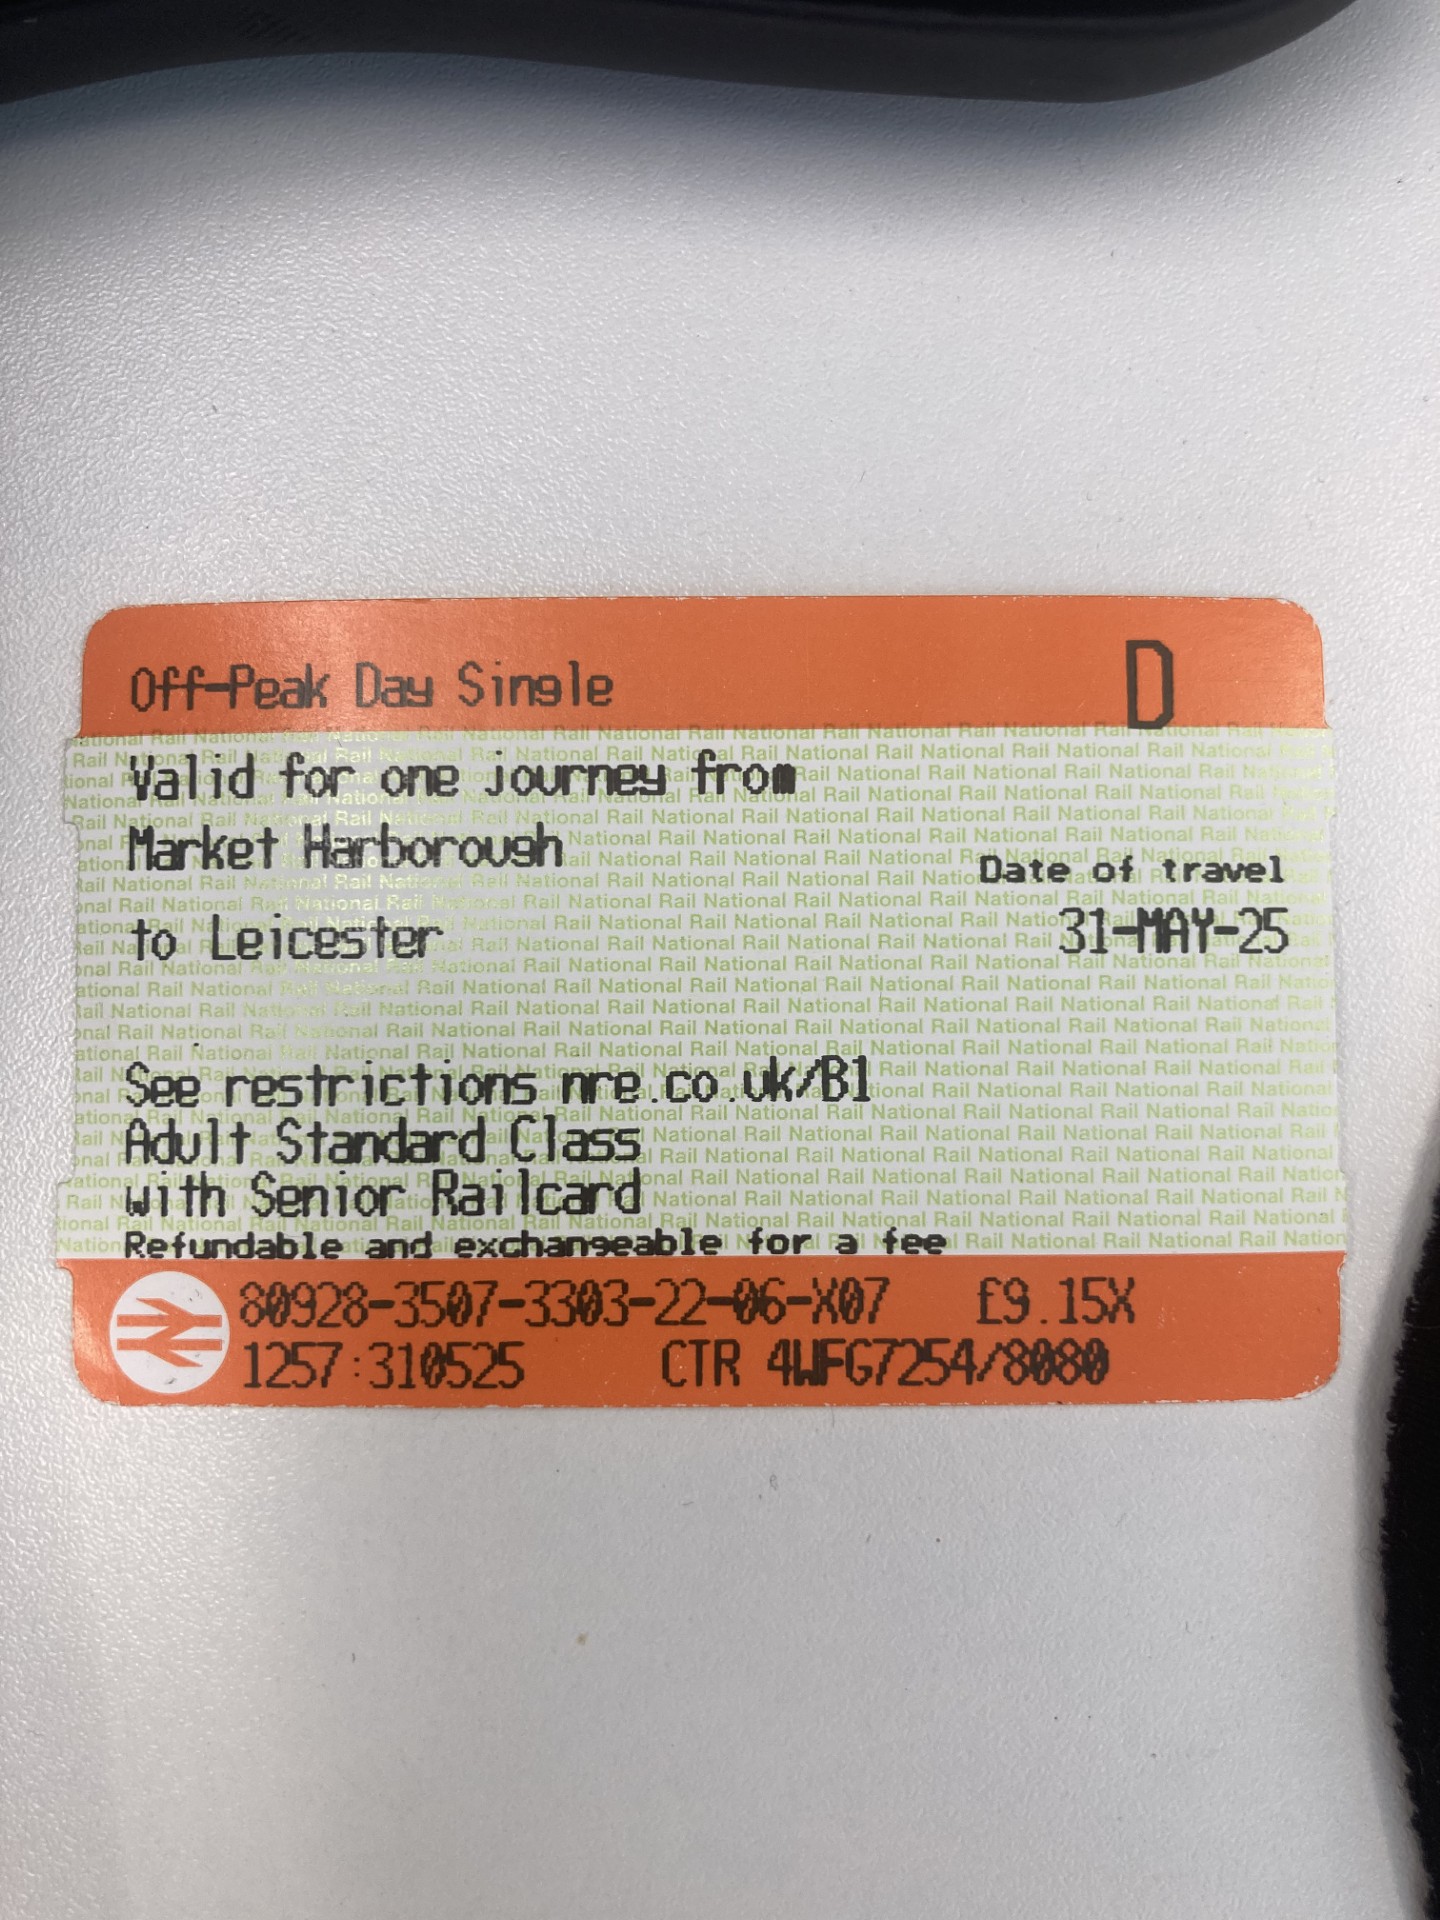 Off-Peak Day Single D
Valid for one journey from
Market Harborough
Date of travel
to Leicester 31-MAY-25
See restrictions nre.co.uk/B1
Adult Standard Class
with Senior Railcard
Refundable and exchangeable for a fee
80928-3507-3303-22-06-X07 £9.15X
1257:310525 CTR 4WFG7254/8080